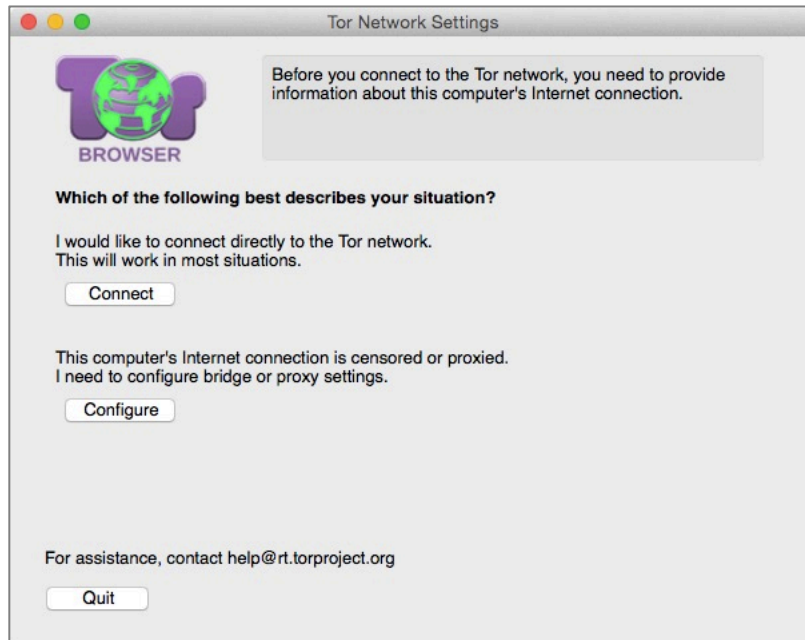 Tor Network Settings
Tor
BROWSER
Before you connect to the Tor network, you need to provide
information about this computer's Internet connection.
Which of the following best describes your situation?
I would like to connect directly to the Tor network.
This will work in most situations.
Connect
This computer's Internet connection is censored or proxied.
I need to configure bridge or proxy settings.
Configure
For assistance, contact help@rt.torproject.org
Quit